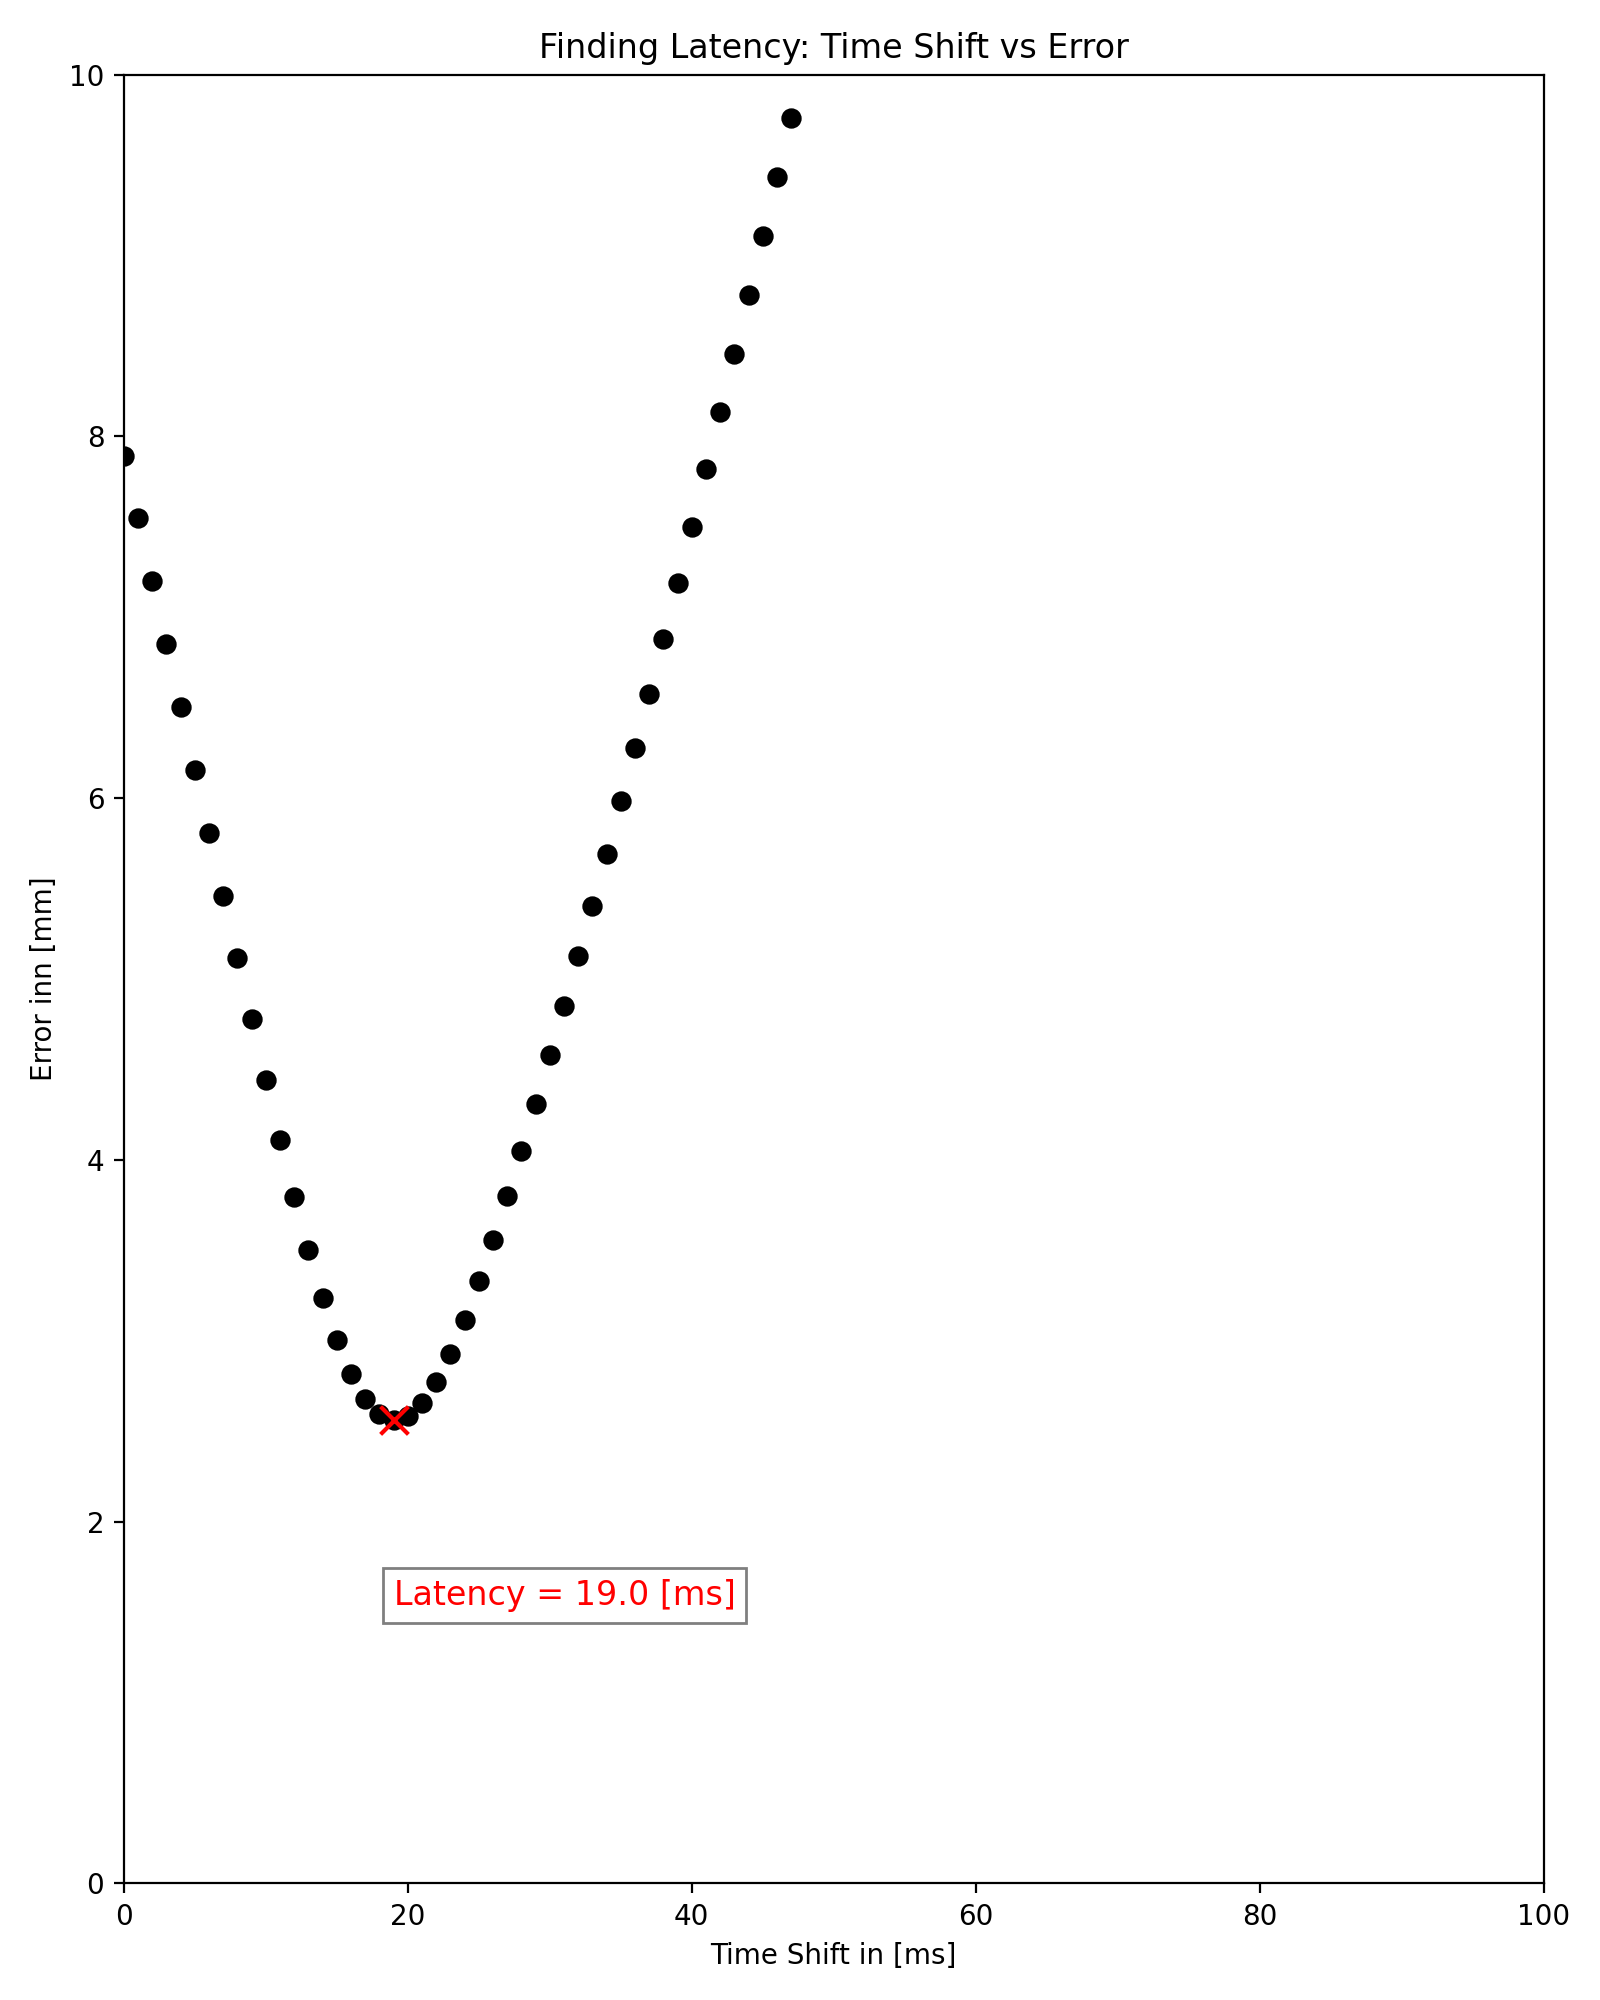 Finding Latency: Time Shift vs Error
10
8
6
4
2
0
Error inn [mm]
Latency = 19.0 [ms]
0 20 40 60 80 100
Time Shift in [ms]